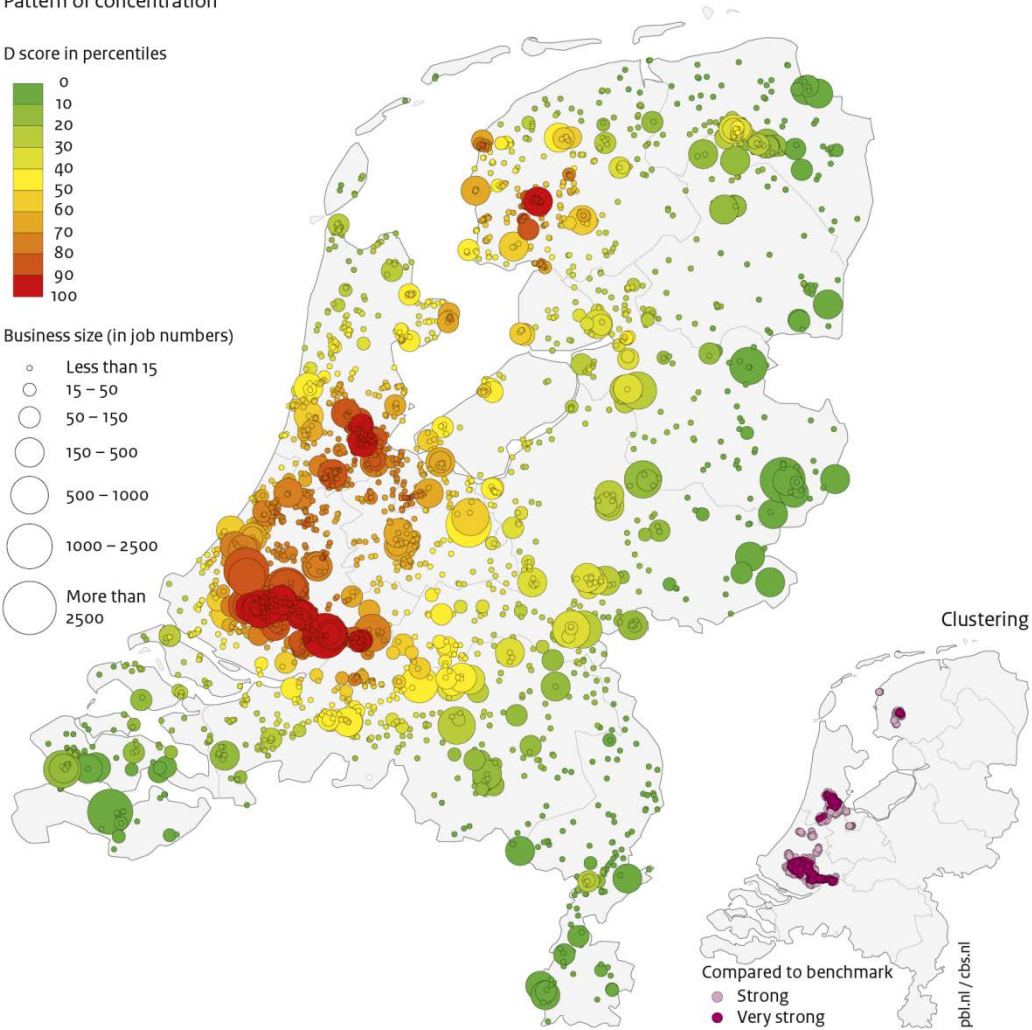 Pattern of concentration
D score in percentiles
0
10
20
30
40
50
60
70
80
90
100
Business size (in job numbers)
Less than 15
15 – 50
50 – 150
150 – 500
500 – 1000
1000 – 2500
More than
2500
Clustering
Compared to benchmark
Strong
Very strong
pbl.nl / cbs.nl